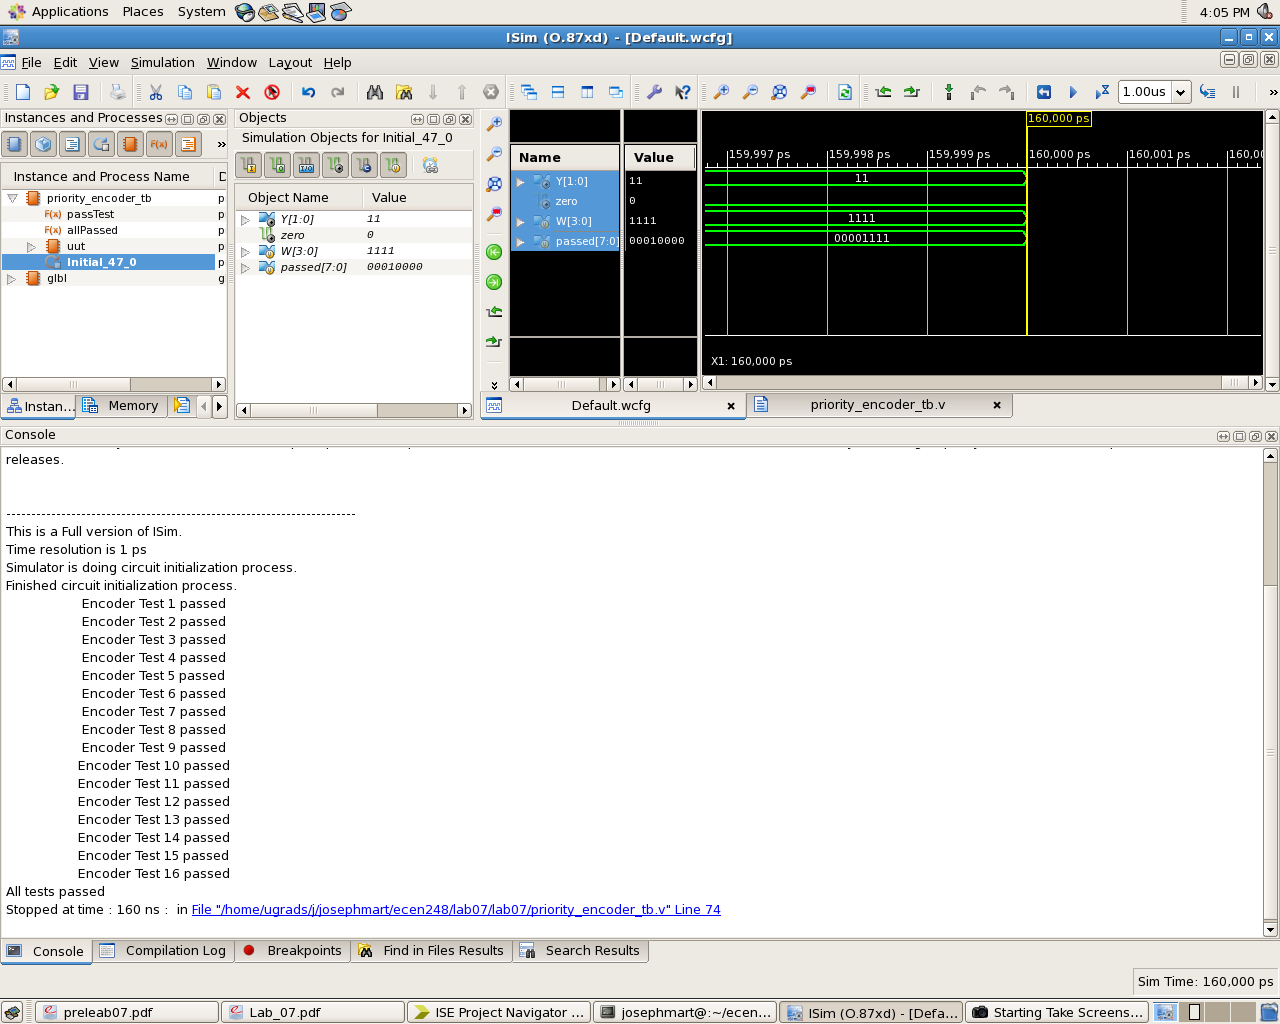 Applications Places System 4:05 PM
ISim (O.87xd) - [Default.wcfg]
File Edit View Simulation Window Layout Help
1.00us
Instances and Processes
Instance and Process Name D
priority_encoder_tb p
F(x) passTest p
F(x) allPassed p
uut p
Initial_47_0 p
glbl g
Instan... Memory
Objects
Simulation Objects for Initial_47_0
Object Name Value
Y[1:0] 11
zero 0
W[3:0] 1111
passed[7:0] 00010000
Name Value
Y[1:0] 11
zero 0
W[3:0] 1111
passed[7:0] 00010000
160,000 ps
159,997 ps 159,998 ps 159,999 ps 160,000 ps 160,001 ps 160,0
11
1111
00001111
X1: 160,000 ps
Default.wcfg priority_encoder_tb.v
Console
releases.
----------------------------------------------------------------------
This is a Full version of ISim.
Time resolution is 1 ps
Simulator is doing circuit initialization process.
Finished circuit initialization process.
Encoder Test 1 passed
Encoder Test 2 passed
Encoder Test 3 passed
Encoder Test 4 passed
Encoder Test 5 passed
Encoder Test 6 passed
Encoder Test 7 passed
Encoder Test 8 passed
Encoder Test 9 passed
Encoder Test 10 passed
Encoder Test 11 passed
Encoder Test 12 passed
Encoder Test 13 passed
Encoder Test 14 passed
Encoder Test 15 passed
Encoder Test 16 passed
All tests passed
Stopped at time : 160 ns : in File "/home/ugrads/j/josephmart/ecen248/lab07/lab07/priority_encoder_tb.v" Line 74
Console Compilation Log Breakpoints Find in Files Results Search Results
Sim Time: 160,000 ps
preleab07.pdf Lab_07.pdf ISE Project Navigator ... josephmart@:~/ecen... ISim (O.87xd) - [Defa... Starting Take Screens...